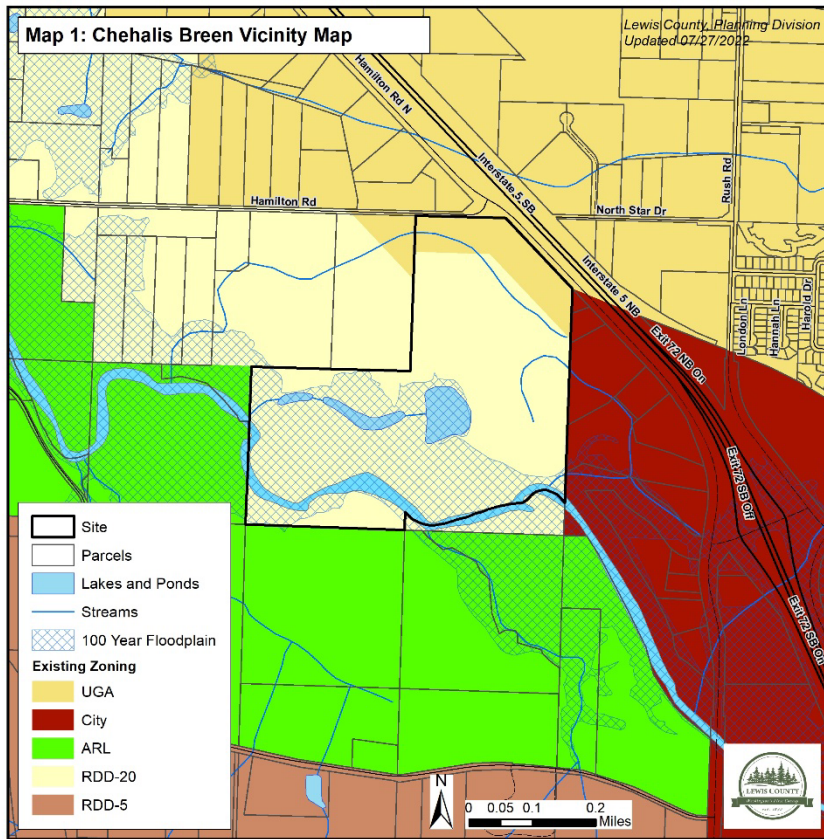 Map 1: Chehalis Breen Vicinity Map
Lewis County, Planning Division
Updated 07/27/2022
Hamilton Rd N
Interstate 5 SB
Rush Rd
Hamilton Rd
North Star Dr
Interstate 5 NB
London Ln
Hannah Ln
Harold Dr
Exit 72 NB On
Exit 72 SB Off
Exit 72 SB On
Site
Parcels
Lakes and Ponds
Streams
100 Year Floodplain
Existing Zoning
UGA
City
ARL
RDD-20
RDD-5
N
0 0.05 0.1 0.2
Miles
LEWIS COUNTY